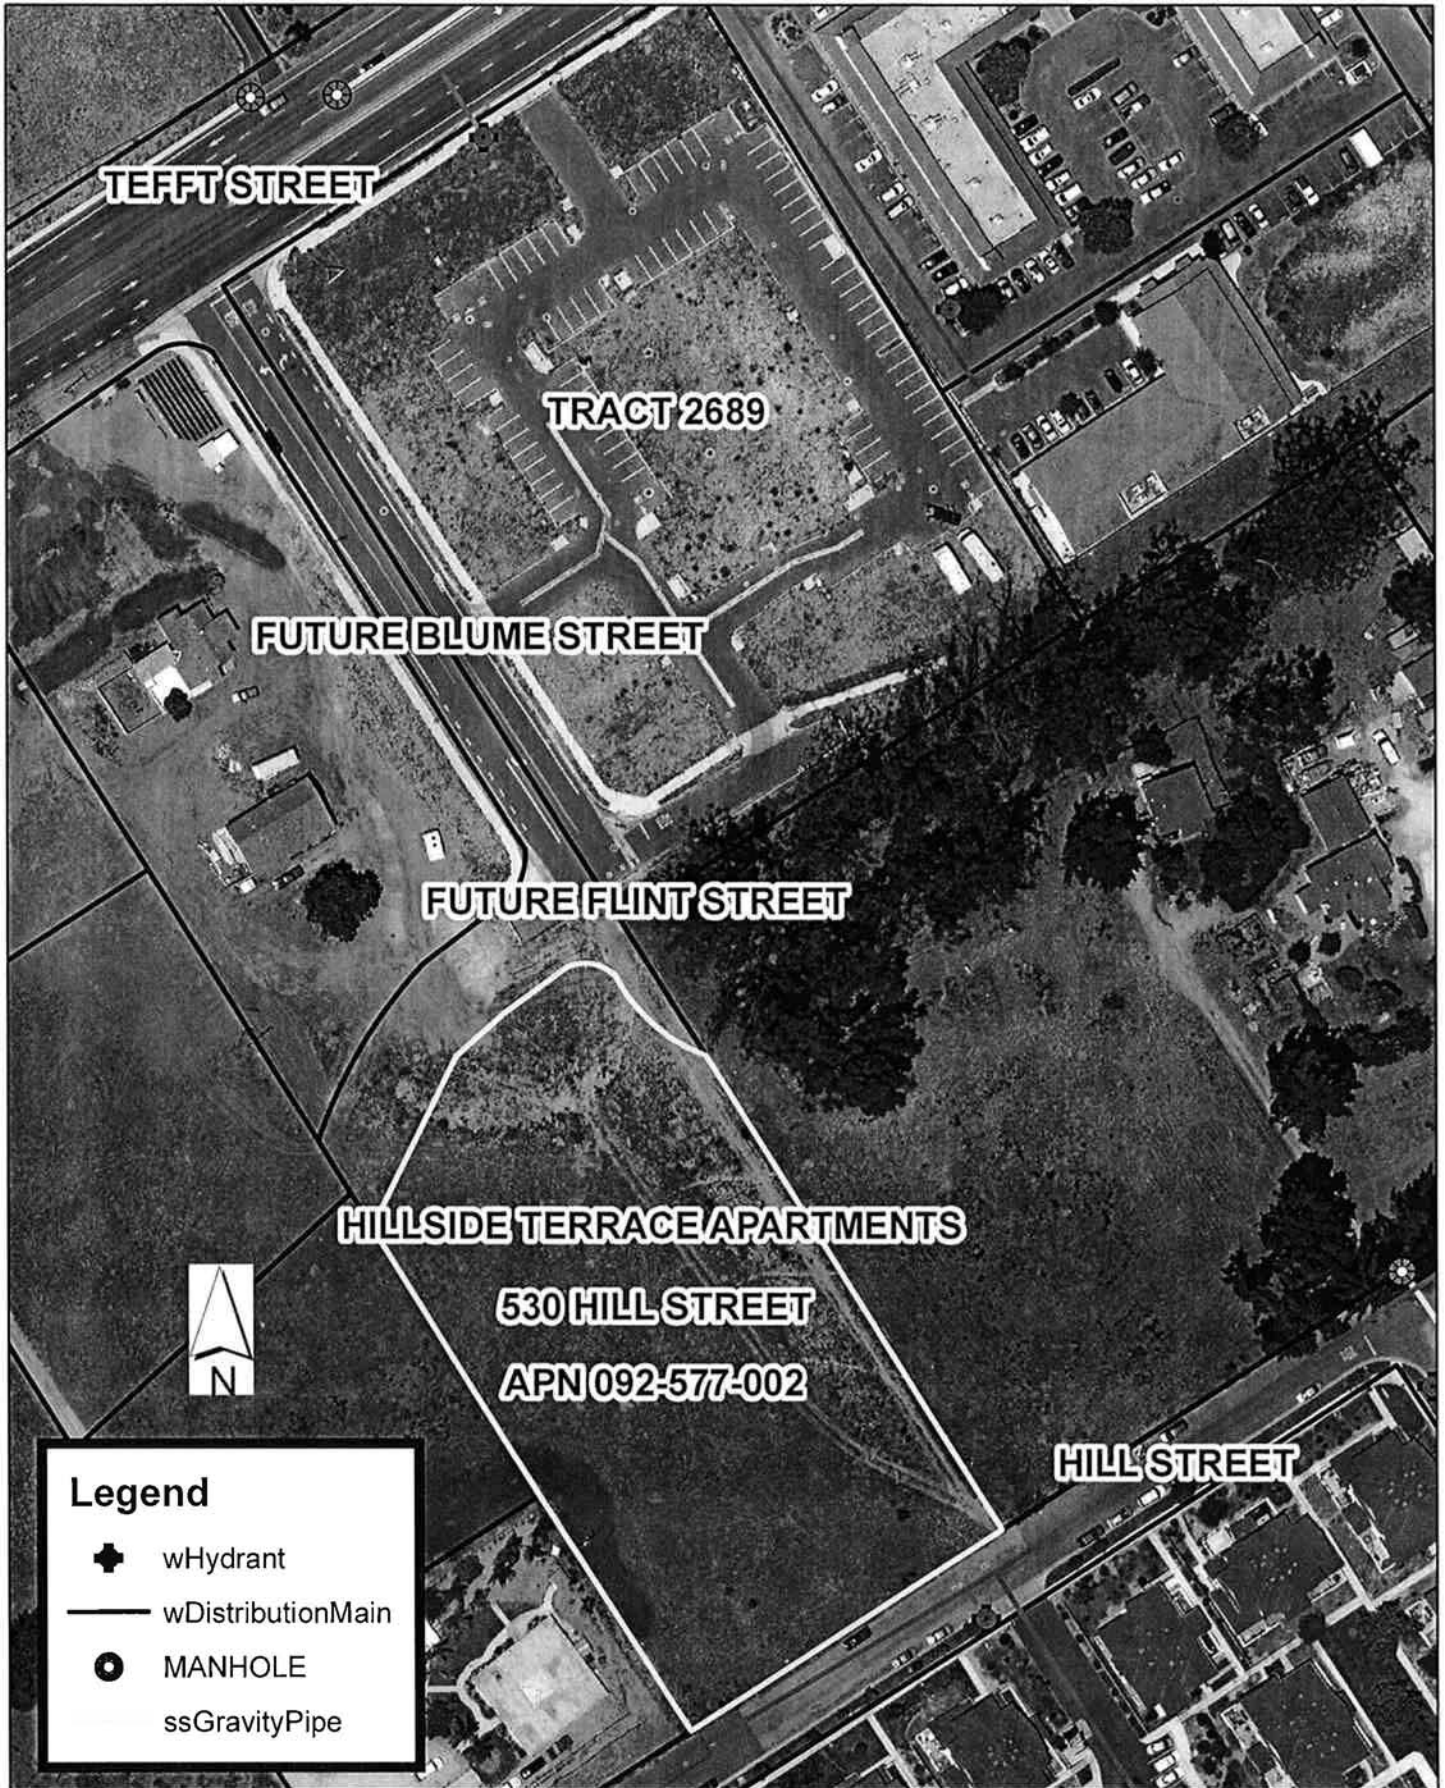 TEFFT STREET
TRACT 2689
FUTURE BLUME STREET
FUTURE FLINT STREET
HILLSIDE TERRACE APARTMENTS
530 HILL STREET
APN 092-577-002
HILL STREET
N
Legend
wHydrant
wDistributionMain
MANHOLE
ssGravityPipe